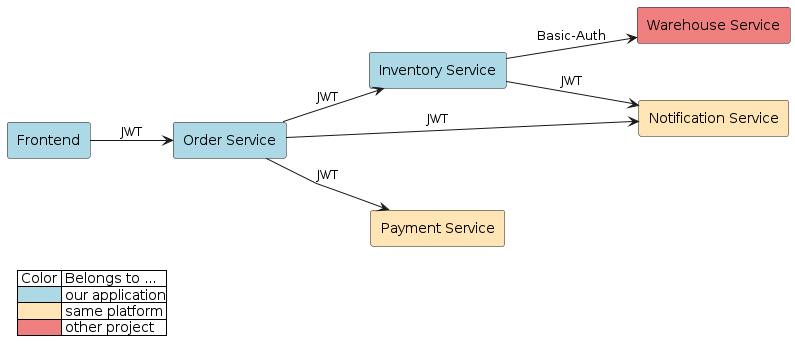 Warehouse Service
Basic-Auth
Inventory Service
JWT
JWT
Notification Service
JWT
Frontend
JWT
Order Service
JWT
Payment Service
Color Belongs to ...
our application
same platform
other project